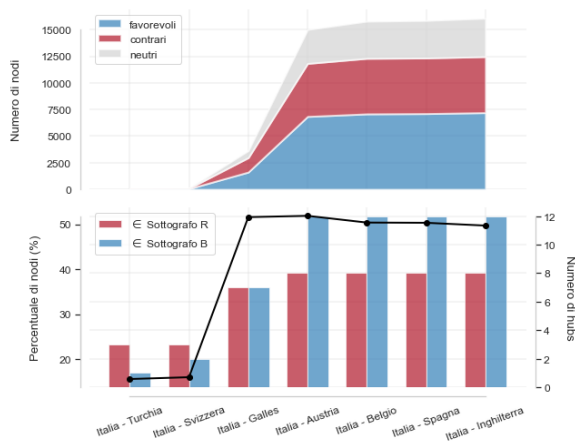 favorevoli
contrari
neutri
Numero di nodi
15000
12500
10000
7500
5000
2500
0
∈ Sottografo R
∈ Sottografo B
Percentuale di nodi (%)
50
40
30
20
Numero di hubs
12
10
8
6
4
2
0
Italia - Turchia
Italia - Svizzera
Italia - Galles
Italia - Austria
Italia - Belgio
Italia - Spagna
Italia - Inghilterra